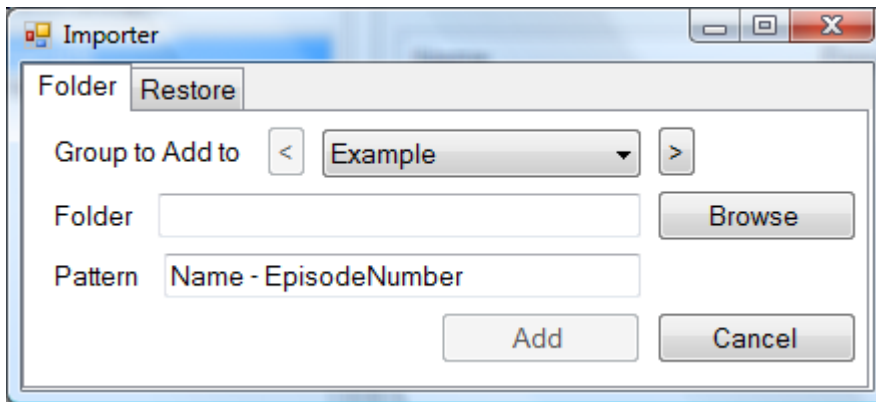 Importer
Folder Restore
Group to Add to < Example >
Folder Browse
Pattern Name - EpisodeNumber
Add Cancel